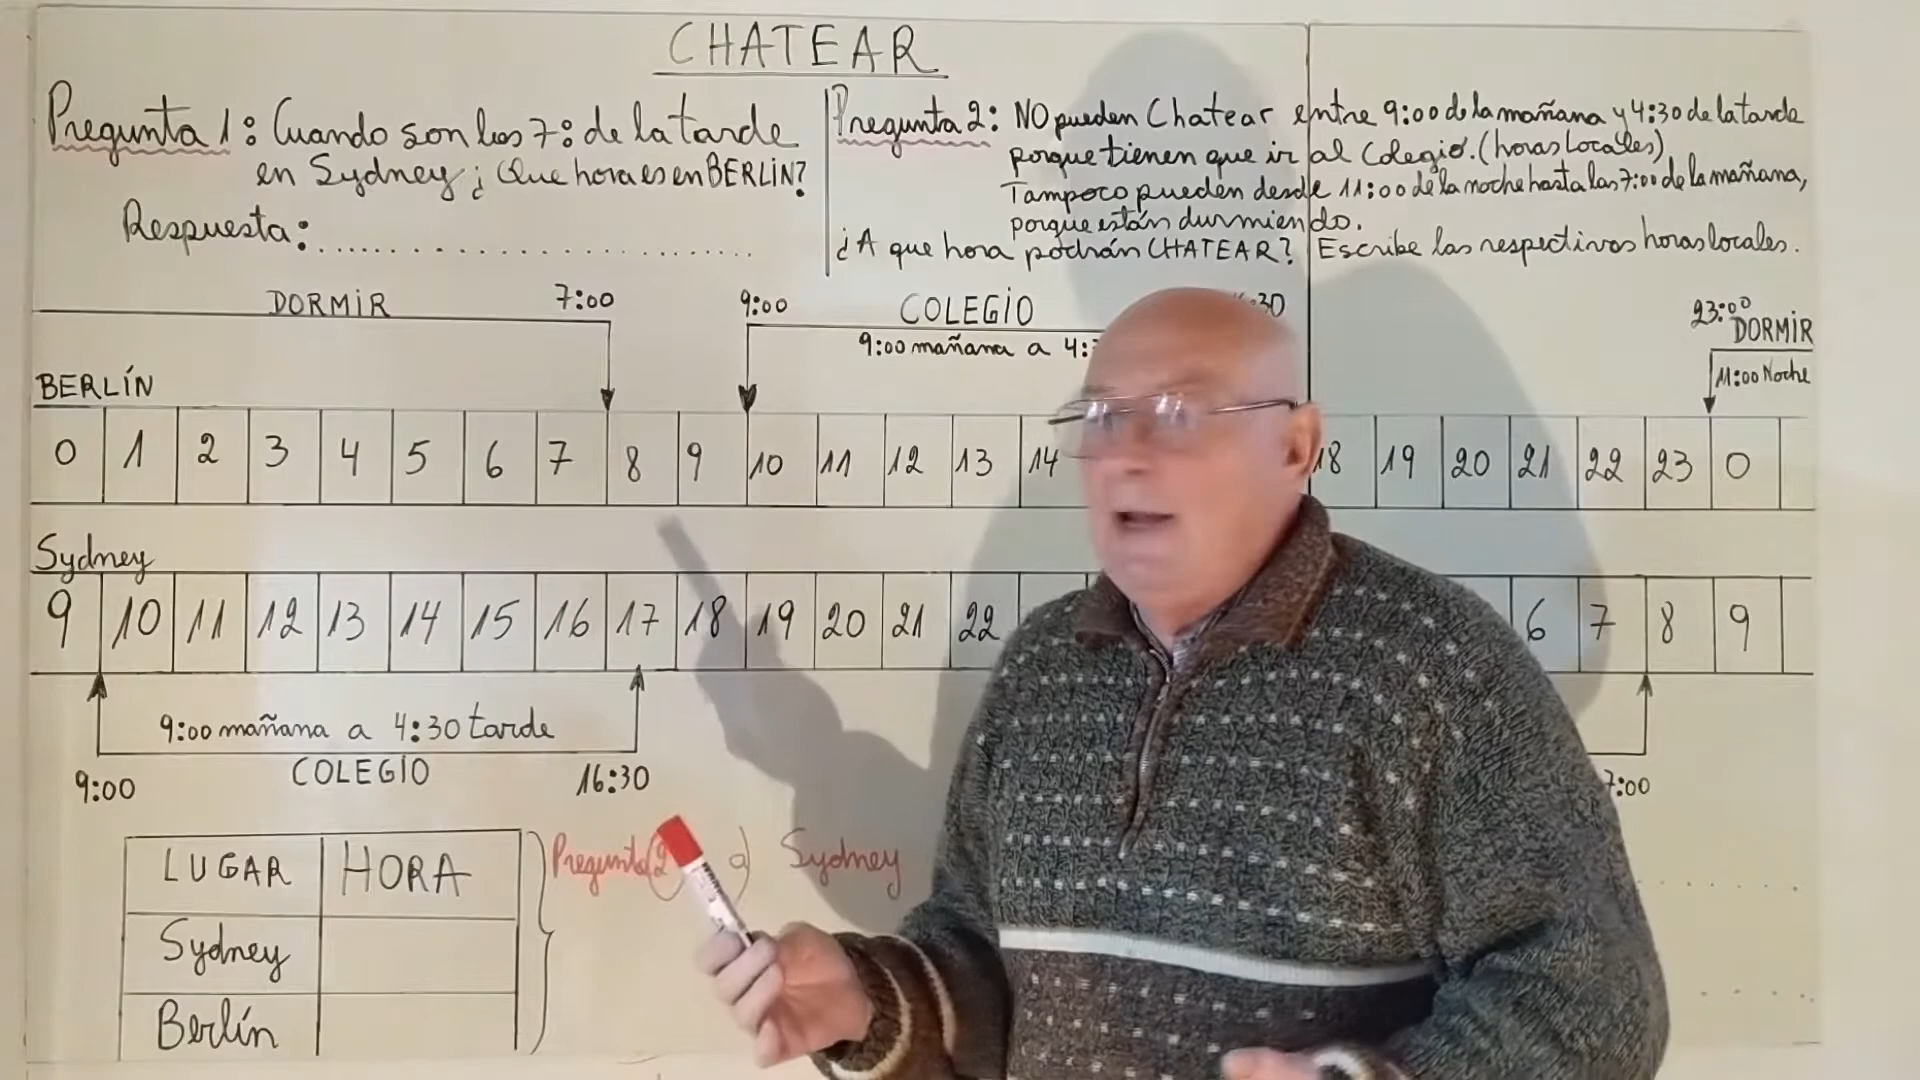 CHATEAR
Pregunta 1: Cuando son las 7: de la tarde
en Sydney ¿Que hora es en BERLIN?
Respuesta: ..............................
Pregunta 2: NO pueden Chatear entre 9:00 de la mañana y 4:30 de la tarde
porque tienen que ir al Colegio. (horas locales)
Tampoco pueden desde 11:00 de la noche hasta las 7:00 de la mañana,
porque están durmiendo.
¿A que hora podrán CHATEAR? Escribe las respectivas horas locales.
DORMIR 7:00 9:00 COLEGIO :30 23:00 DORMIR
9:00 mañana a 4:
11:00 Noche
BERLÍN
0 1 2 3 4 5 6 7 8 9 10 11 12 13 14 18 19 20 21 22 23 0
Sydney
9 10 11 12 13 14 15 16 17 18 19 20 21 22 6 7 8 9
9:00 mañana a 4:30 tarde
9:00 COLEGIO 16:30 7:00
LUGAR HORA
Sydney
Berlín
Pregunta 2 a) Sydney